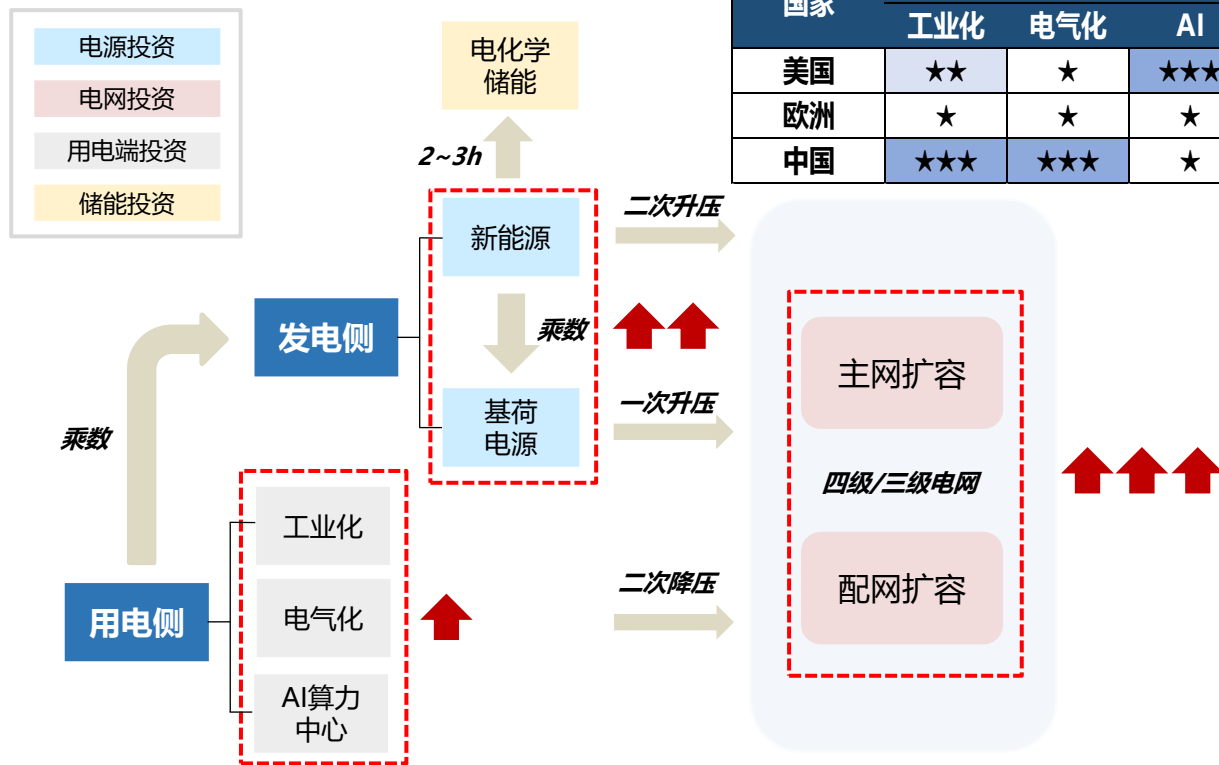 电源投资
电网投资
用电端投资
储能投资
电化学
储能
国家
工业化 电气化 AI
美国 ★★ ★ ★★★
欧洲 ★ ★ ★
中国 ★★★ ★★★ ★
2~3h
新能源
二次升压
发电侧
乘数
基荷
电源
一次升压
主网扩容
四级/三级电网
配网扩容
乘数
工业化
用电侧
电气化
二次降压
AI算力
中心